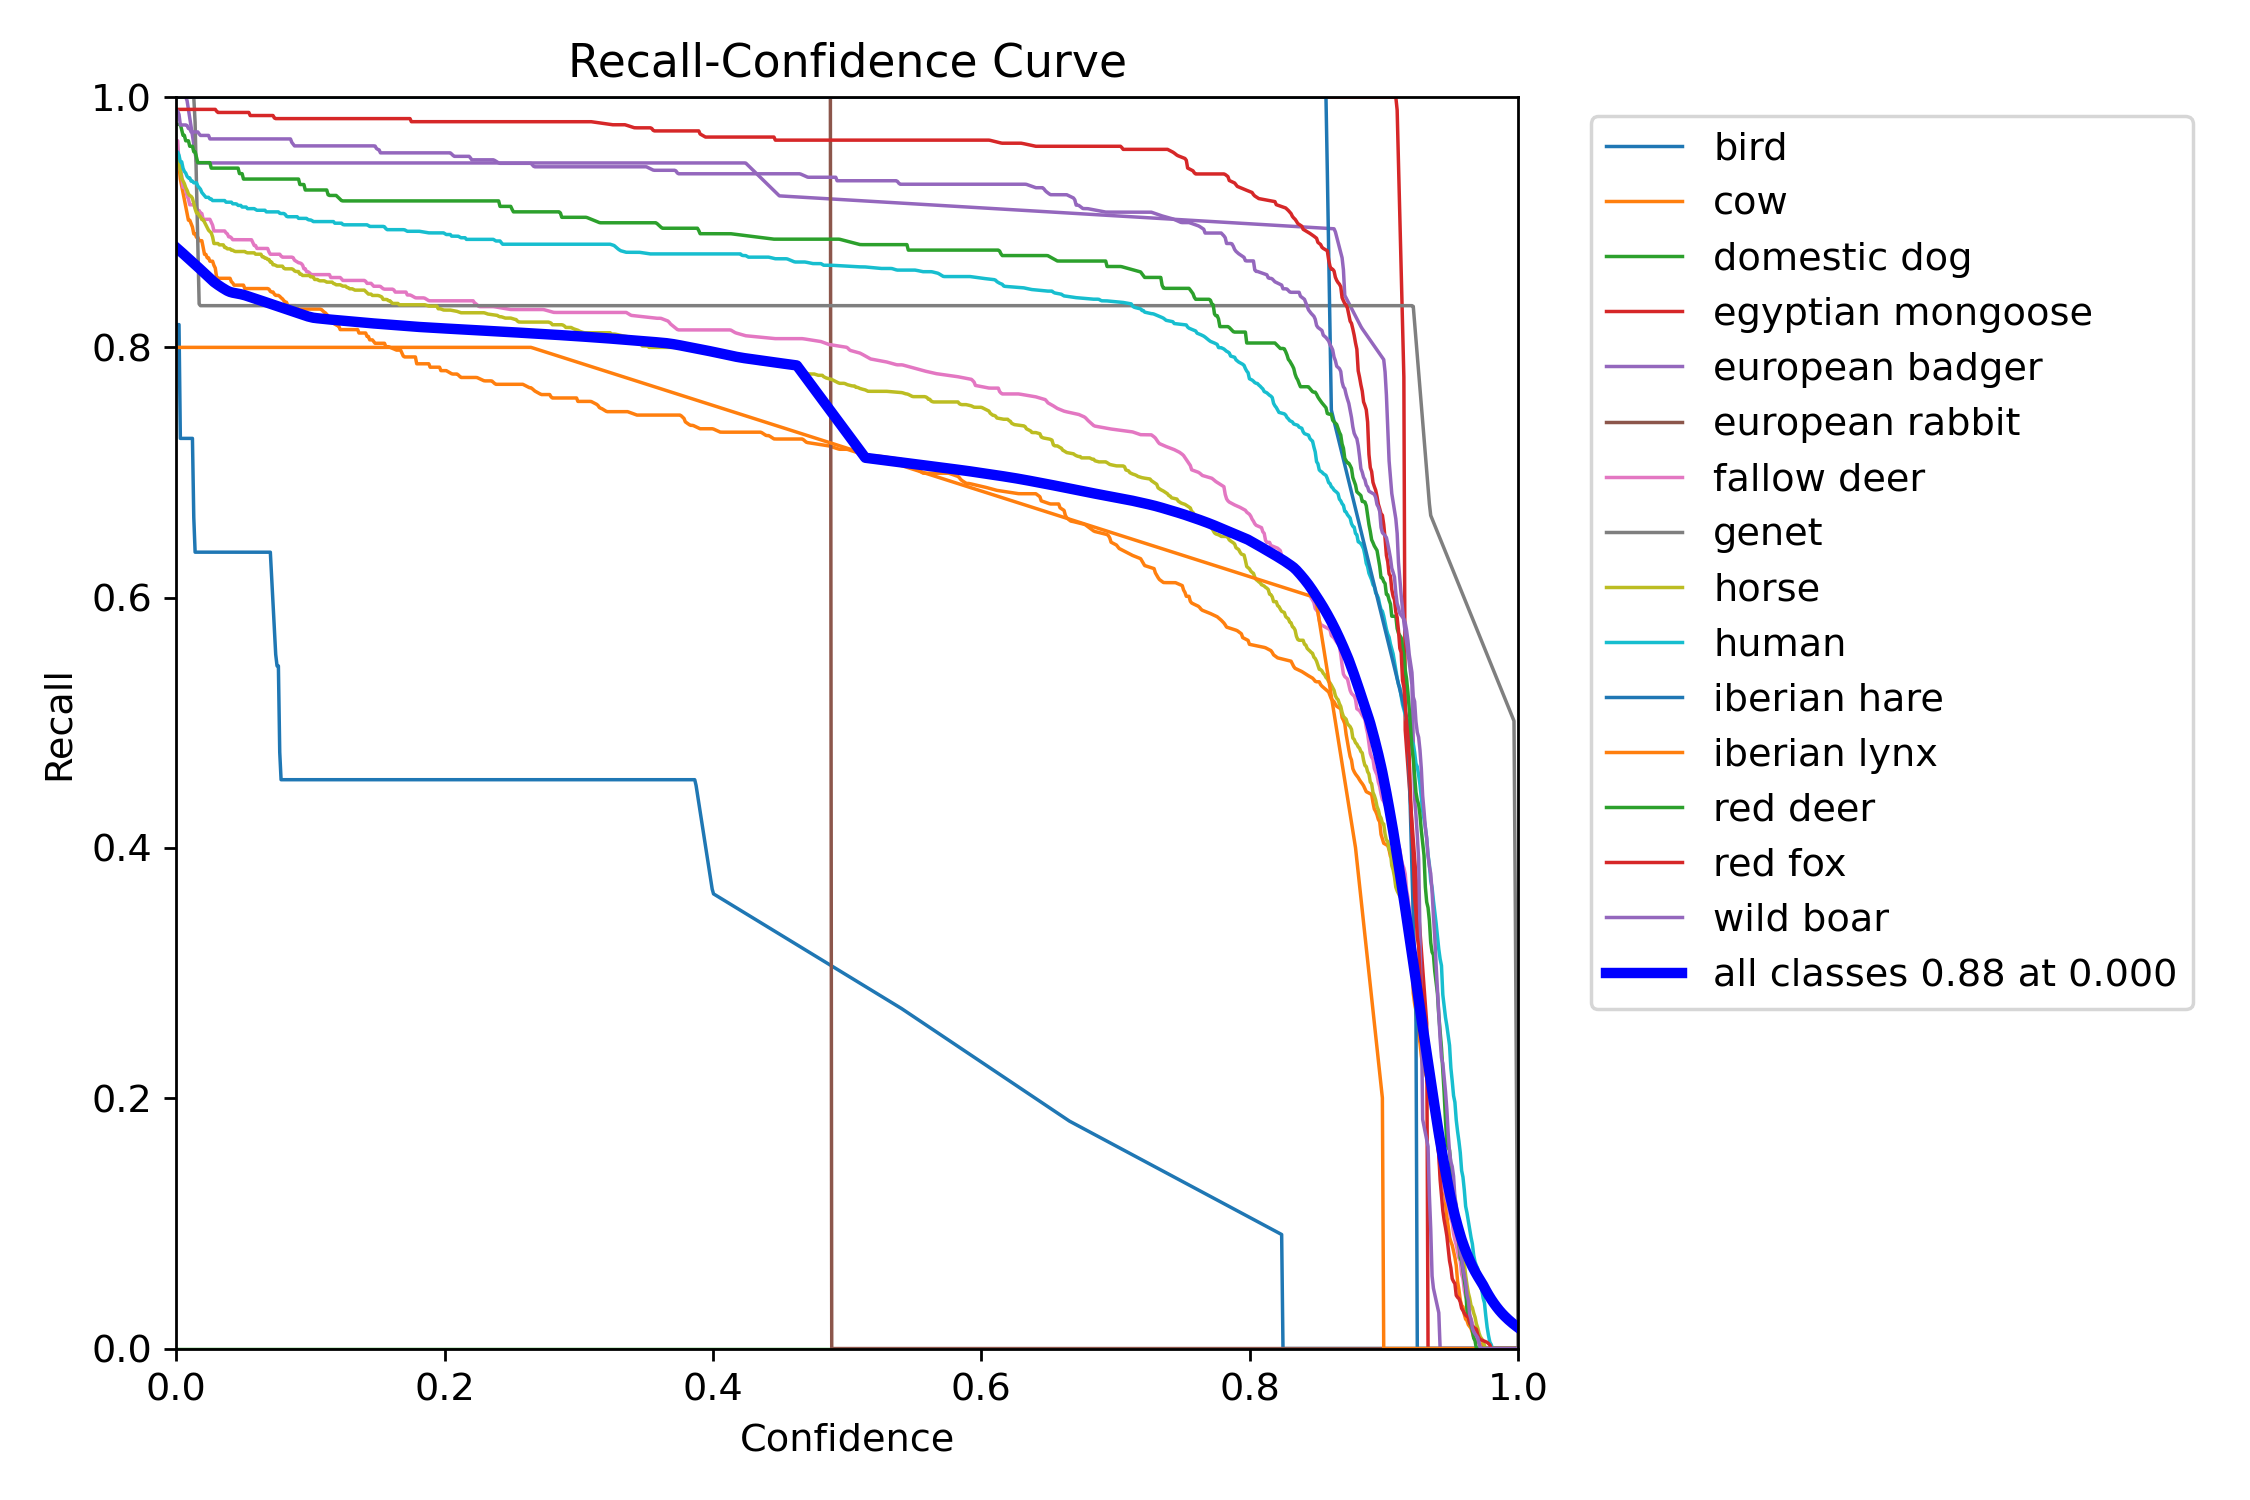 Recall-Confidence Curve
1.0
0.8
0.6
0.4
0.2
0.0
Recall
0.0 0.2 0.4 0.6 0.8 1.0
Confidence
bird
cow
domestic dog
egyptian mongoose
european badger
european rabbit
fallow deer
genet
horse
human
iberian hare
iberian lynx
red deer
red fox
wild boar
all classes 0.88 at 0.000